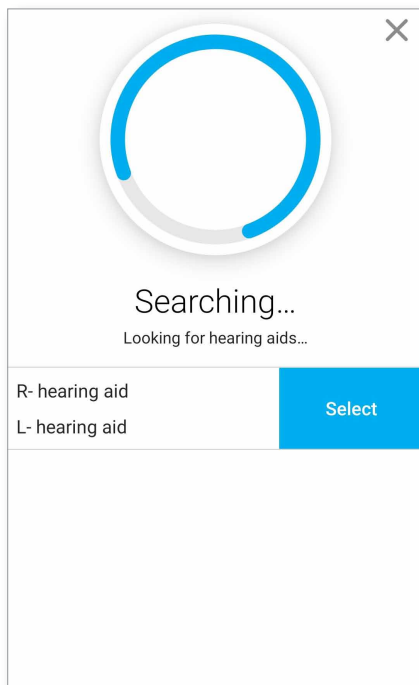 Searching...
Looking for hearing aids...
R- hearing aid
L- hearing aid
Select